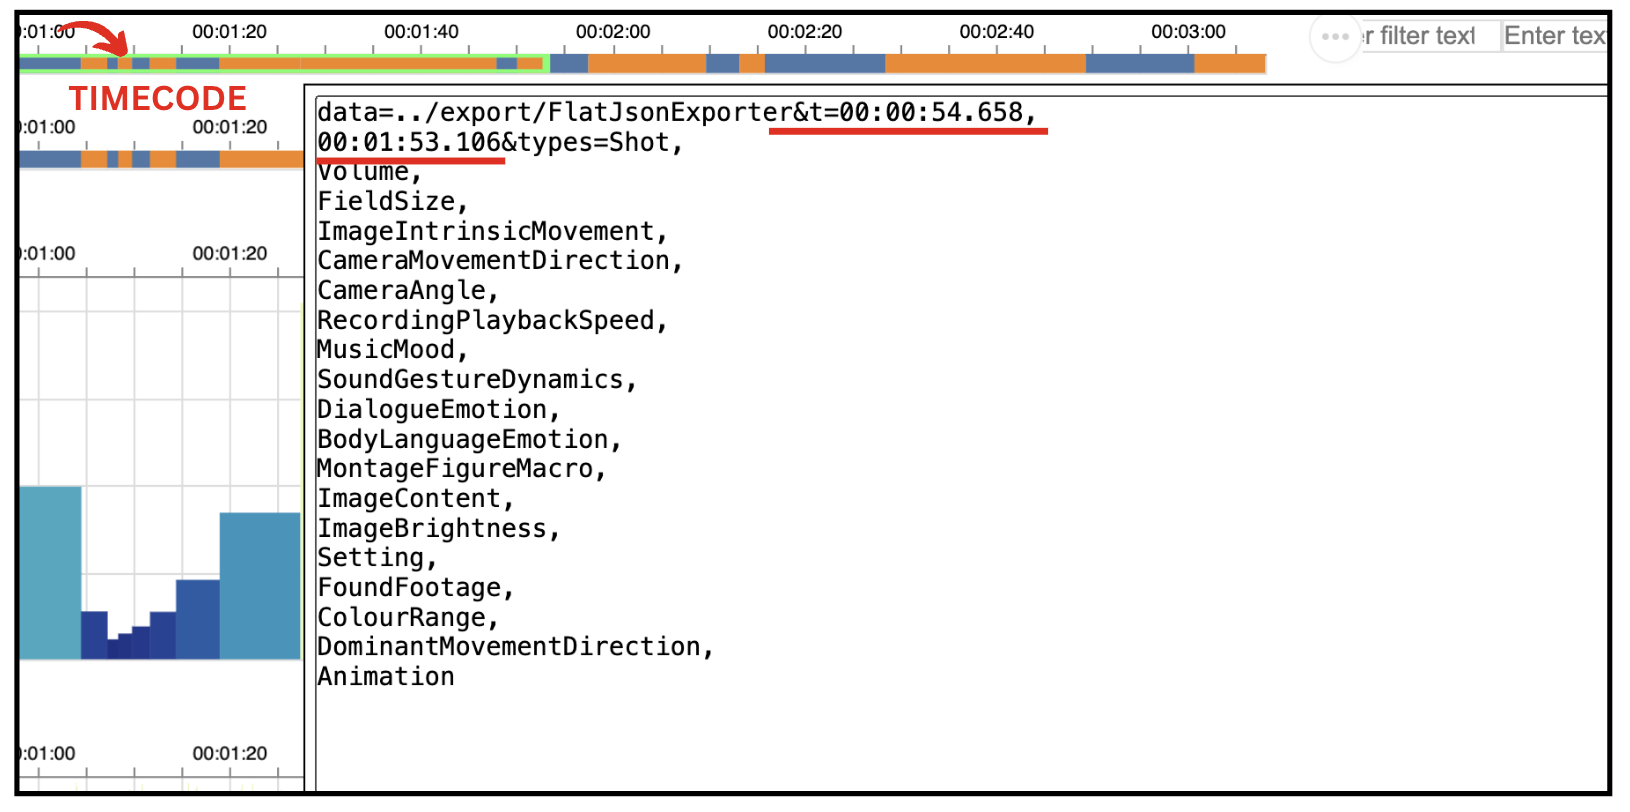 :01:00 00:01:20 00:01:40 00:02:00 00:02:20 00:02:40 00:03:00
r filter text Enter tex
TIMECODE
:01:00 00:01:20
:01:00 00:01:20
:01:00 00:01:20
data=../export/FlatJsonExporter&t=00:00:54.658,
00:01:53.106&types=Shot,
Volume,
FieldSize,
ImageIntrinsicMovement,
CameraMovementDirection,
CameraAngle,
RecordingPlaybackSpeed,
MusicMood,
SoundGestureDynamics,
DialogueEmotion,
BodyLanguageEmotion,
MontageFigureMacro,
ImageContent,
ImageBrightness,
Setting,
FoundFootage,
ColourRange,
DominantMovementDirection,
Animation